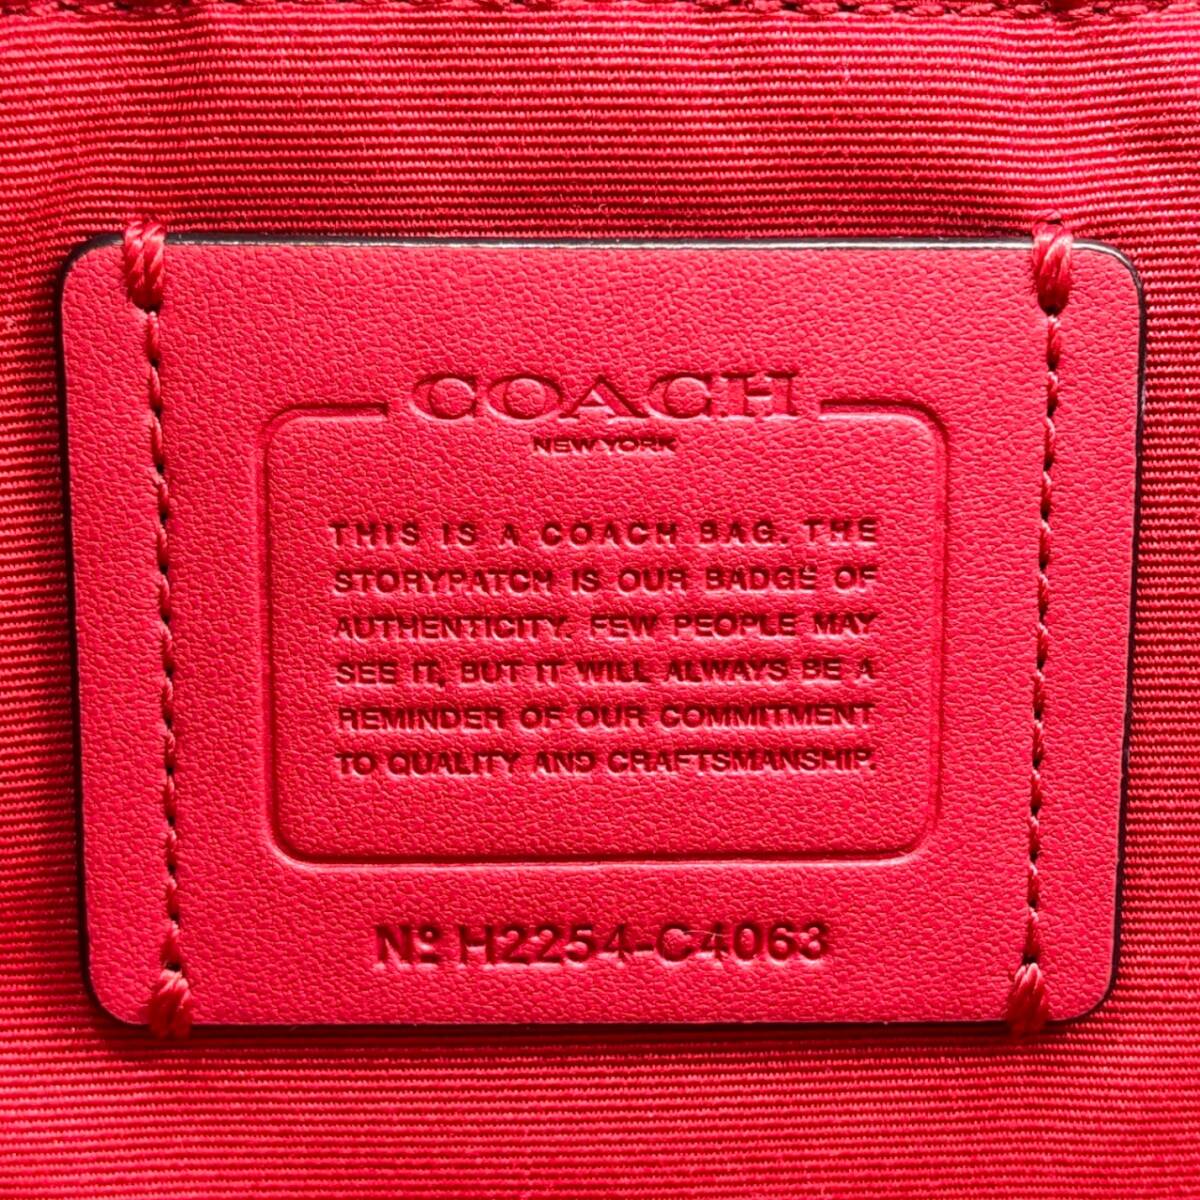 COACH
NEW YORK
THIS IS A COACH BAG. THE
STORYPATCH IS OUR BADGE OF
AUTHENTICITY. FEW PEOPLE MAY
SEE IT, BUT IT WILL ALWAYS BE A
REMINDER OF OUR COMMITMENT
TO QUALITY AND CRAFTSMANSHIP.
Nº H2254-C4063